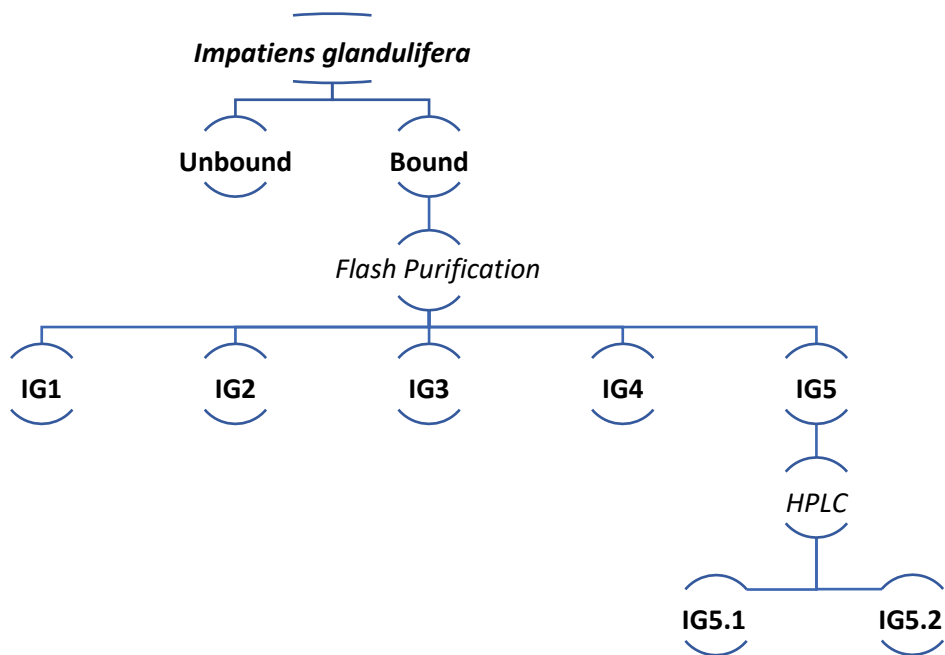 Impatiens glandulifera
Unbound
Bound
Flash Purification
IG1
IG2
IG3
IG4
IG5
HPLC
IG5.1
IG5.2